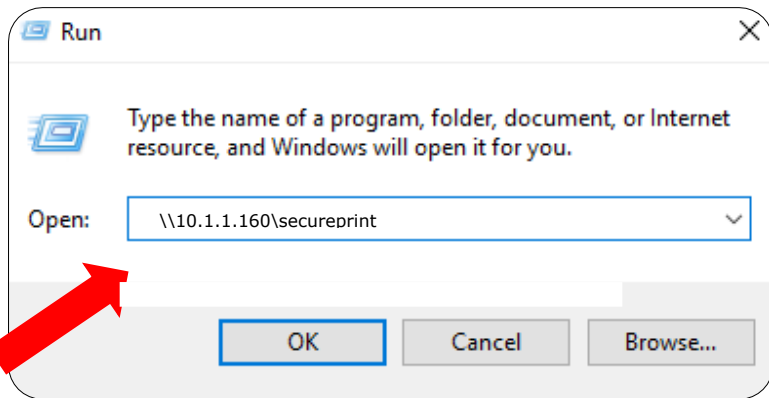 Run
Type the name of a program, folder, document, or Internet
resource, and Windows will open it for you.
Open: \\10.1.1.160\secureprint
OK Cancel Browse...